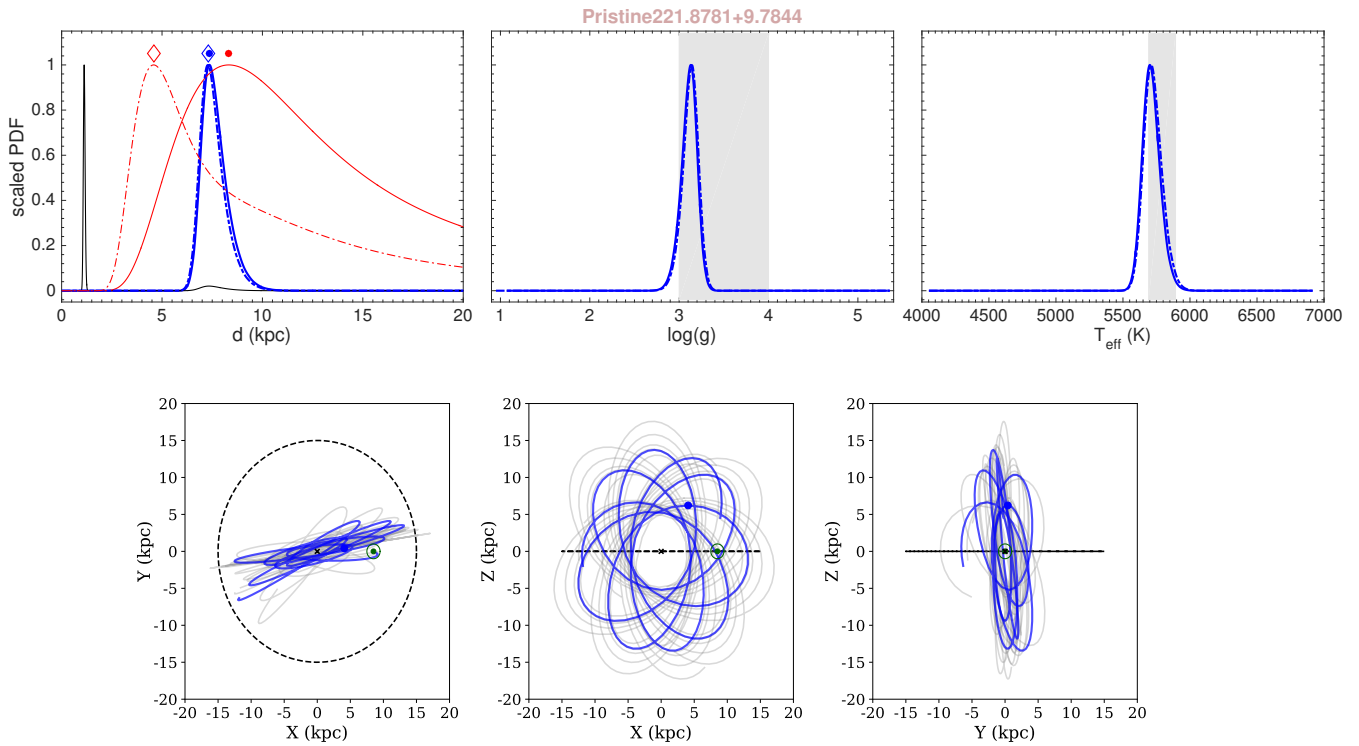 Pristine221.8781+9.7844
scaled PDF
1
0.8
0.6
0.4
0.2
0
0 5 10 15 20
d (kpc)
1 2 3 4 5
log(g)
4000 4500 5000 5500 6000 6500 7000
T_eff (K)
20
15
10
5
0
-5
-10
-15
-20
Y (kpc)
-20 -15 -10 -5 0 5 10 15 20
X (kpc)
20
15
10
5
0
-5
-10
-15
-20
Z (kpc)
-20 -15 -10 -5 0 5 10 15 20
X (kpc)
20
15
10
5
0
-5
-10
-15
-20
Z (kpc)
-20 -15 -10 -5 0 5 10 15 20
Y (kpc)